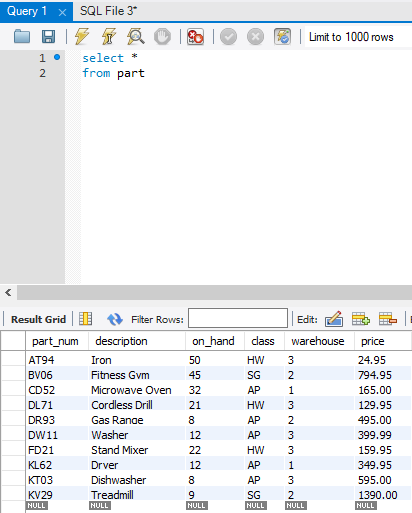 Query 1 × SQL File 3*
Limit to 1000 rows
1 select *
2 from part
<
Result Grid Filter Rows: Edit:
part_num description on_hand class warehouse price
AT94 Iron 50 HW 3 24.95
BV06 Fitness Gym 45 SG 2 794.95
CD52 Microwave Oven 32 AP 1 165.00
DL71 Cordless Drill 21 HW 3 129.95
DR93 Gas Range 8 AP 2 495.00
DW11 Washer 12 AP 3 399.99
FD21 Stand Mixer 22 HW 3 159.95
KL62 Dryer 12 AP 1 349.95
KT03 Dishwasher 8 AP 3 595.00
KV29 Treadmill 9 SG 2 1390.00
NULL NULL NULL NULL NULL NULL